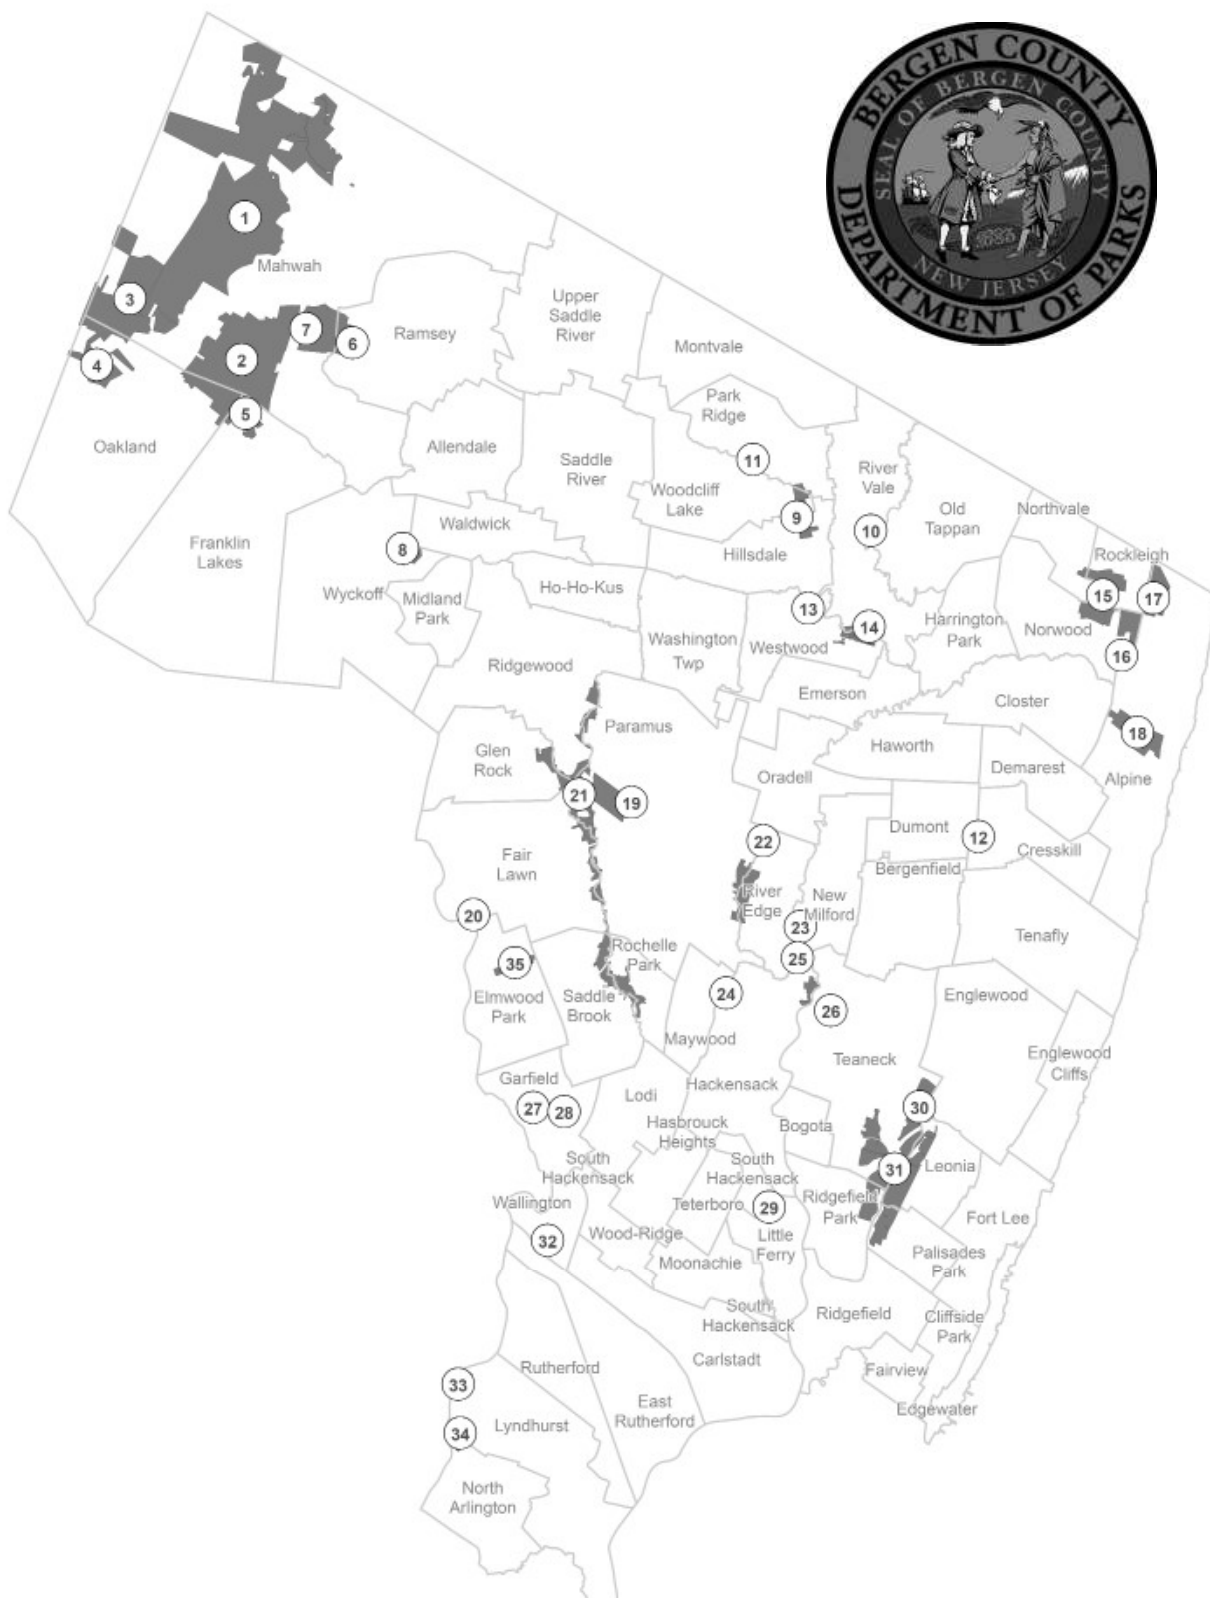 BERGEN COUNTY
SEAL OF BERGEN COUNTY
NEW JERSEY
DEPARTMENT OF PARKS
1
Mahwah
3
7
6
2
4
5
Upper
Saddle
River
Ramsey
Montvale
Park
Ridge
Oakland
Allendale
Saddle
River
11
River
Vale
Woodcliff
Lake
9
10
Old
Tappan
Northvale
Rockleigh
Waldwick
8
Franklin
Lakes
Hillsdale
Wyckoff
Midland
Park
Ho-Ho-Kus
13
14
15
17
Harrington
Park
Norwood
16
Washington
Twp
Westwood
Ridgewood
Emerson
Closter
Paramus
Glen
Rock
Haworth
18
Oradell
Demarest
Alpine
21
19
Dumont
12
Cresskill
22
Fair
Lawn
Bergenfield
River
Edge
New
Milford
20
23
Tenafly
Rochelle
Park
25
35
Elmwood
Park
Saddle
Brook
24
26
Englewood
Maywood
Teaneck
Englewood
Cliffs
Garfield
27
28
Lodi
Hackensack
30
Hasbrouck
Heights
Bogota
South
Hackensack
South
Hackensack
31
Leonia
Wallington
Teterboro
29
Ridgefield
Park
Fort Lee
32
Wood-Ridge
Little
Ferry
Moonachie
Palisades
Park
South
Hackensack
Ridgefield
Cliffside
Park
Carlstadt
Fairview
Rutherford
33
East
Rutherford
Edgewater
Lyndhurst
34
North
Arlington